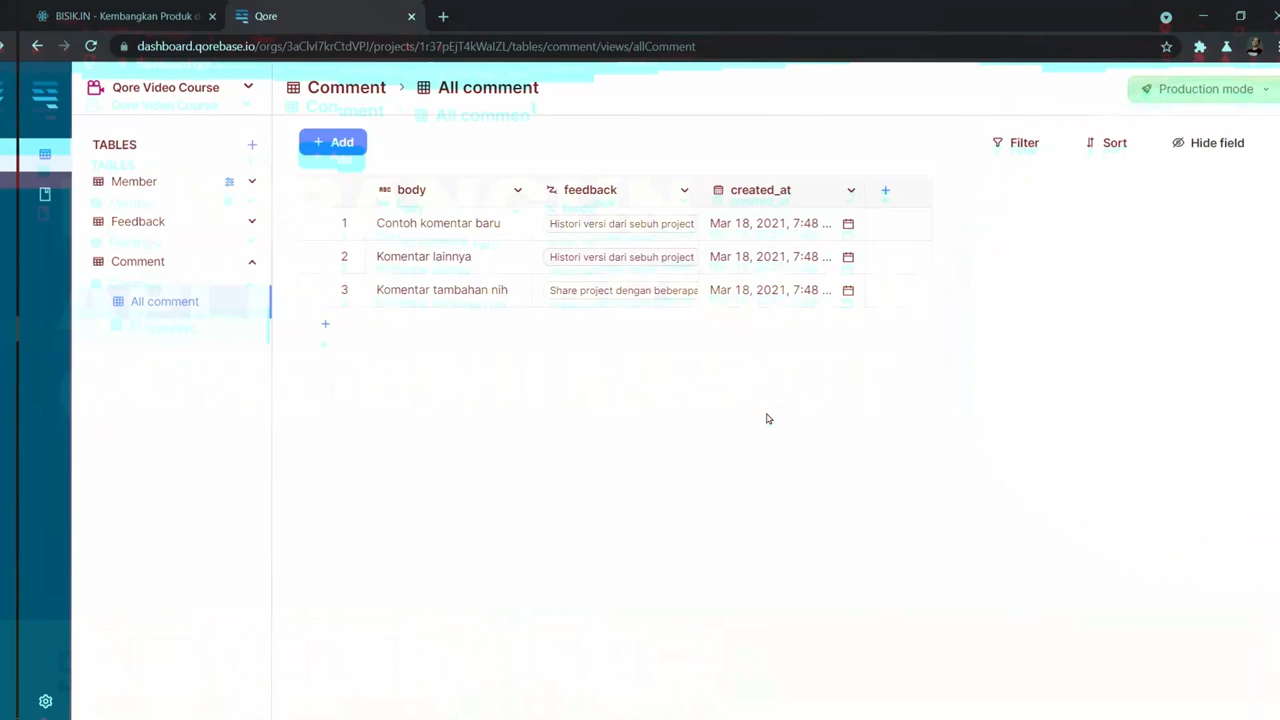 BISIK.IN - Kembangkan Produk d
Qore
dashboard.qorebase.io/orgs/3aClvl7krCtdVPJ/projects/1r37pEjT4kWaIZL/tables/comment/views/allComment
Qore Video Course
Comment > All comment
Production mode
TABLES
+ Add
Filter
Sort
Hide field
Member
Feedback
Comment
All comment
body
feedback
created_at
1 Contoh komentar baru Histori versi dari sebuh project Mar 18, 2021, 7:48 ...
2 Komentar lainnya Histori versi dari sebuh project Mar 18, 2021, 7:48 ...
3 Komentar tambahan nih Share project dengan beberapa Mar 18, 2021, 7:48 ...